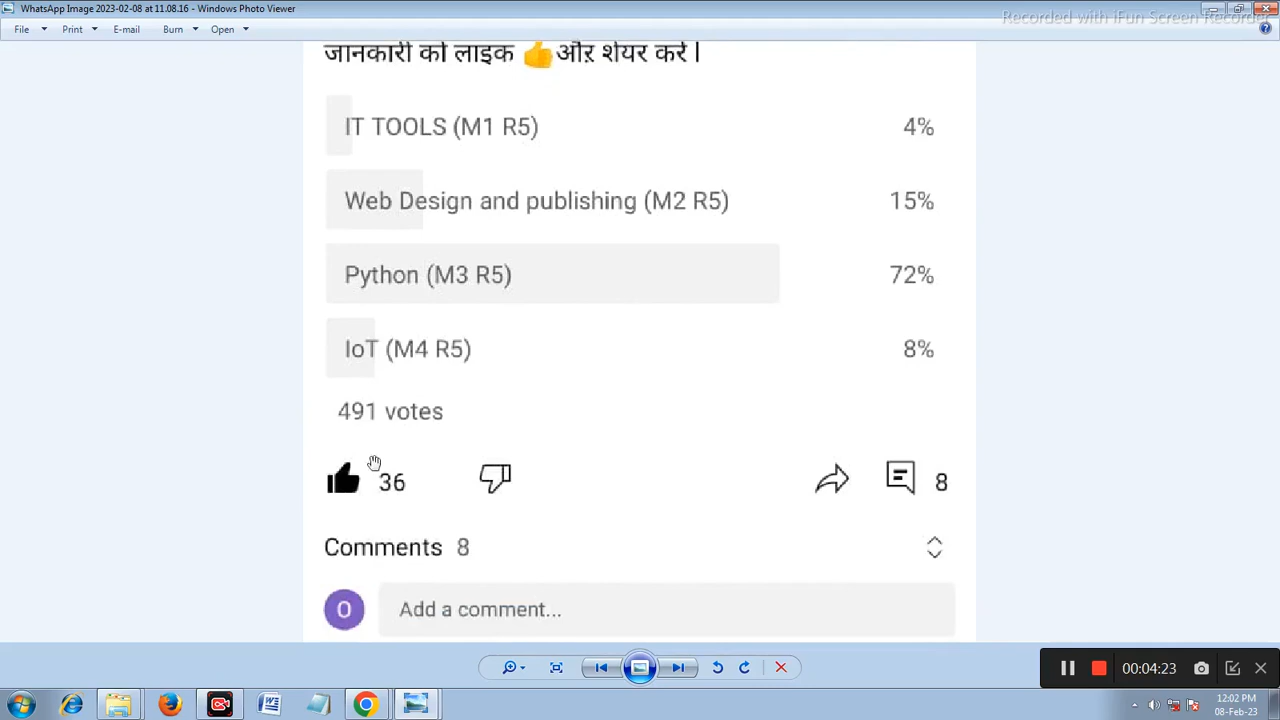 WhatsApp Image 2023-02-08 at 11.08.16 - Windows Photo Viewer
Recorded with iFun Screen Recorder
File Print E-mail Burn Open
जानकारी को लाइक 👍और शेयर करें।
IT TOOLS (M1 R5) 4%
Web Design and publishing (M2 R5) 15%
Python (M3 R5) 72%
IoT (M4 R5) 8%
491 votes
36 8
Comments 8
O Add a comment...
00:04:23
12:02 PM
08-Feb-23